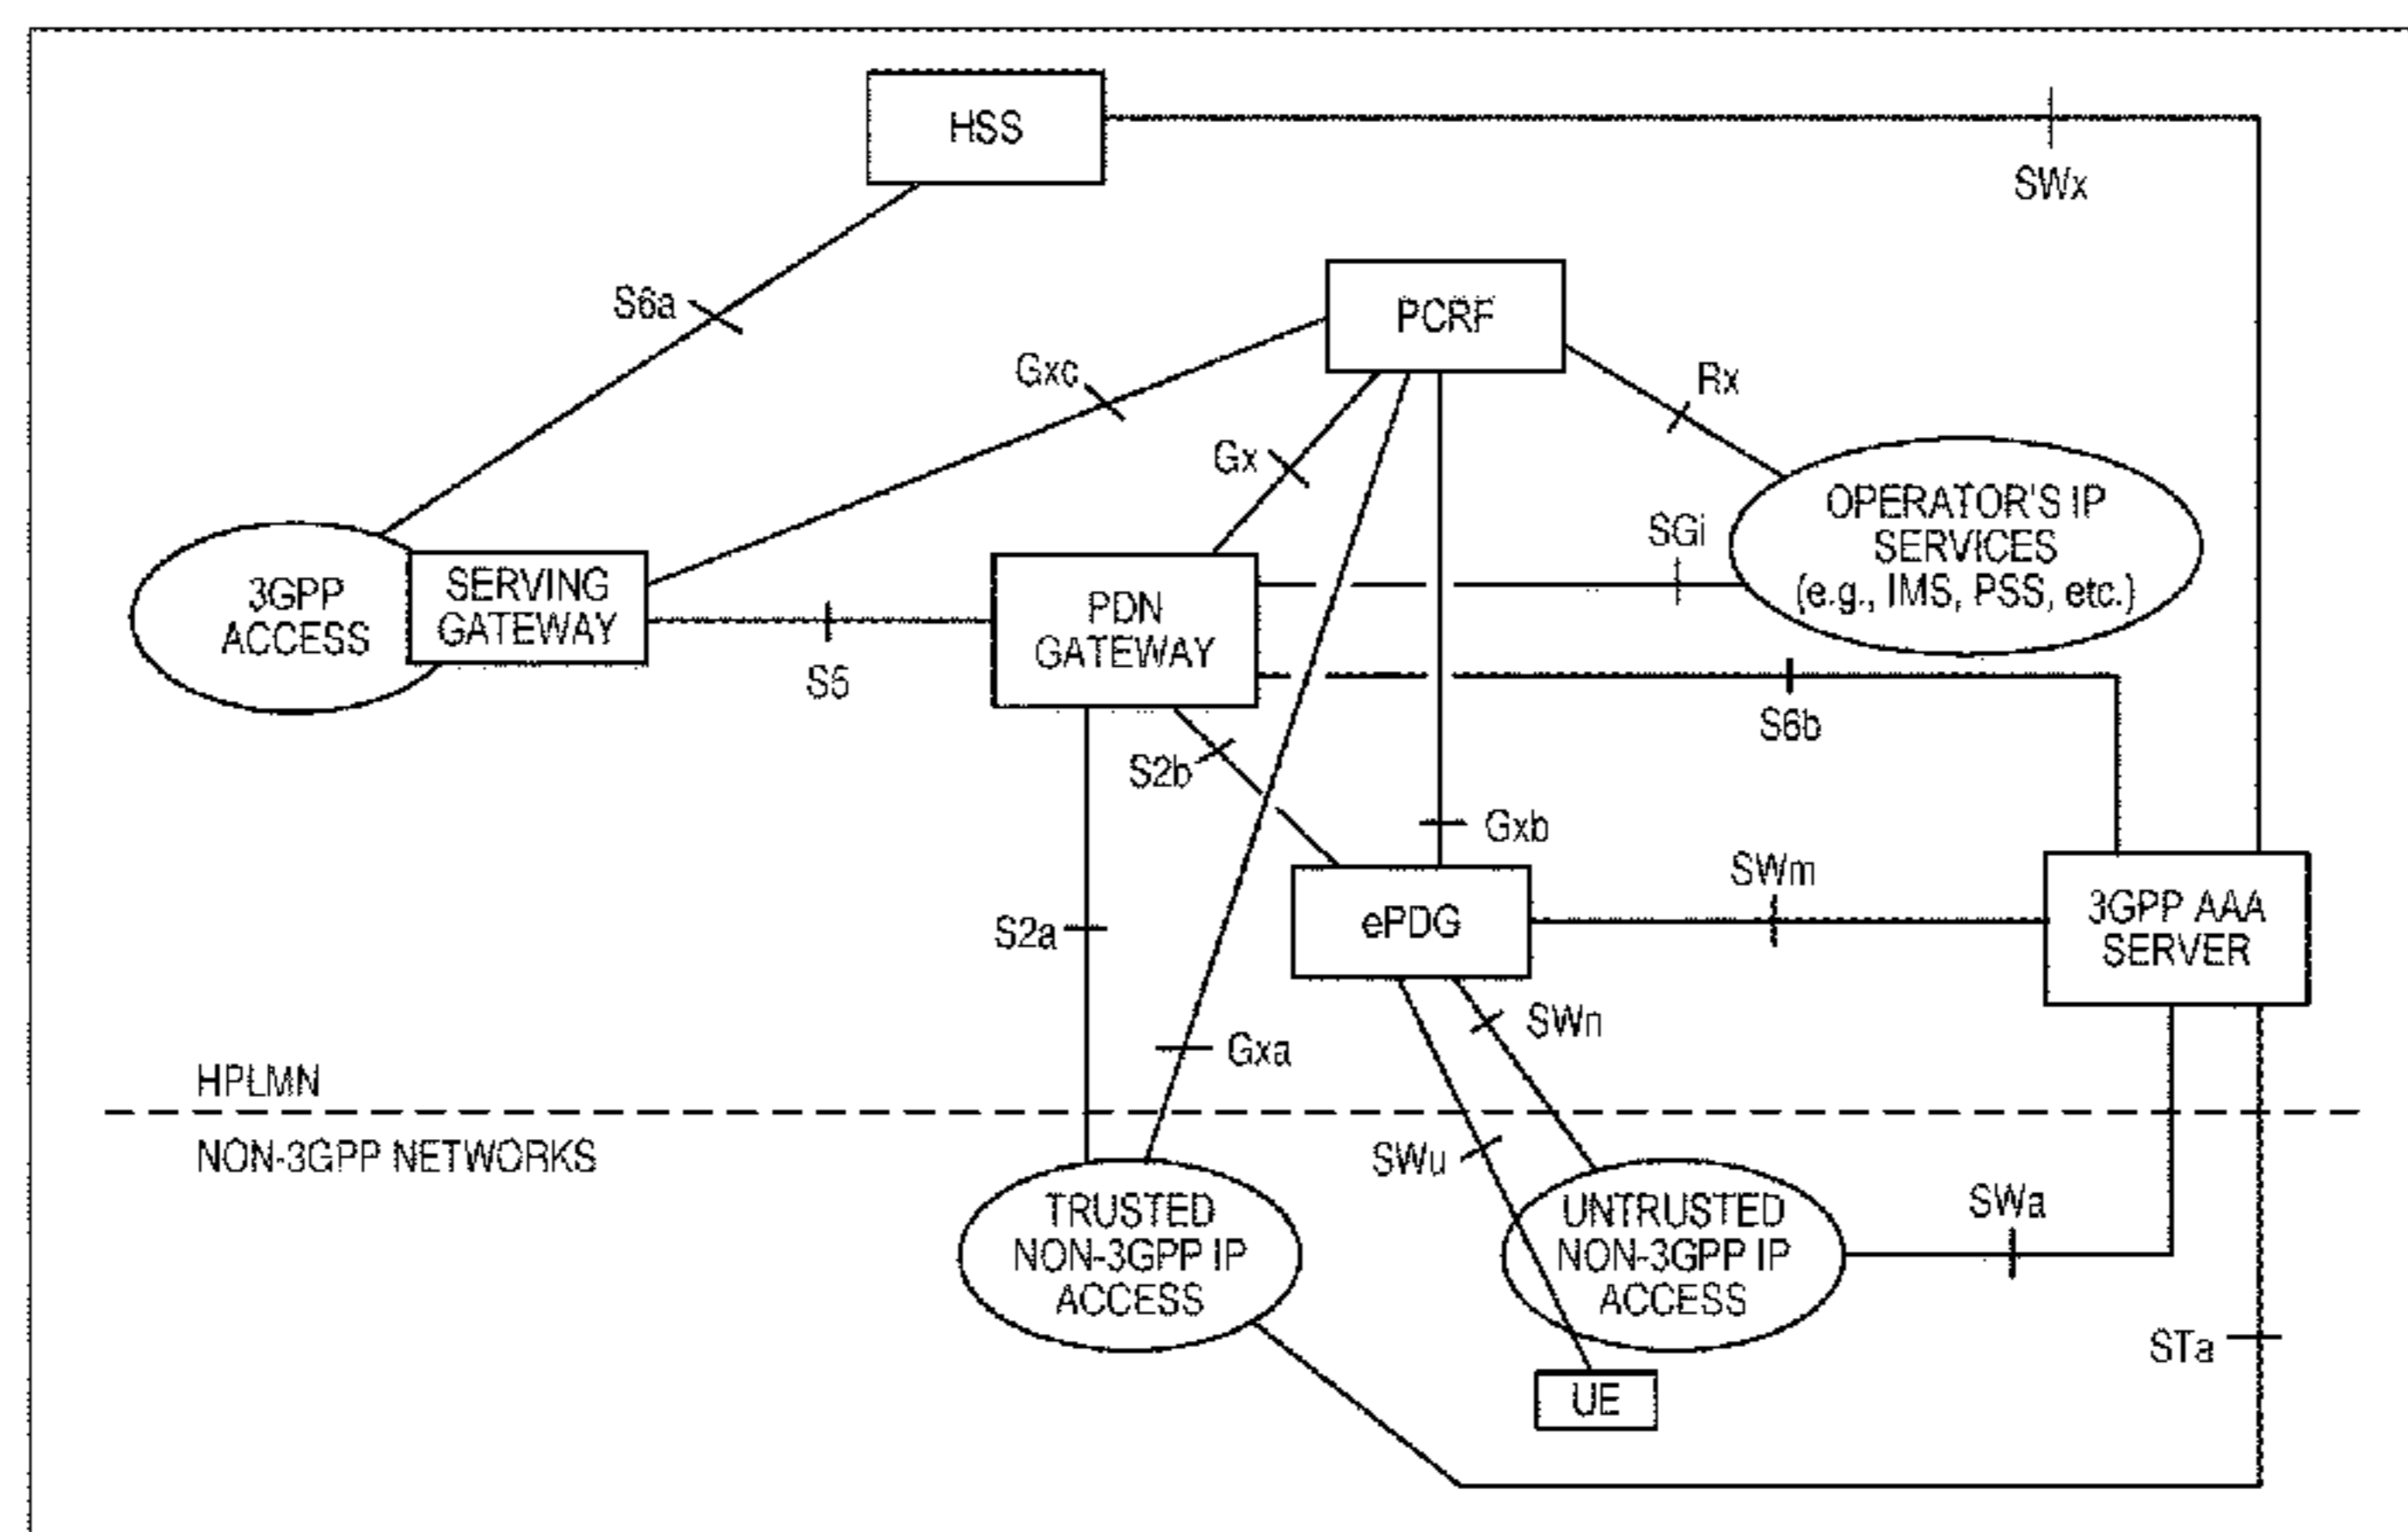 HSS
SWx
S6a
PCRF
Gxc
Rx
Gx
OPERATOR'S IP
SERVICES
(e.g., IMS, PSS, etc.)
SGi
3GPP
ACCESS
SERVING
GATEWAY
PDN
GATEWAY
S5
S6b
S2b
Gxb
SWm
ePDG
3GPP AAA
SERVER
S2a
SWn
Gxa
HPLMN
NON-3GPP NETWORKS
SWu
TRUSTED
NON-3GPP IP
ACCESS
UNTRUSTED
NON-3GPP IP
ACCESS
SWa
STa
UE